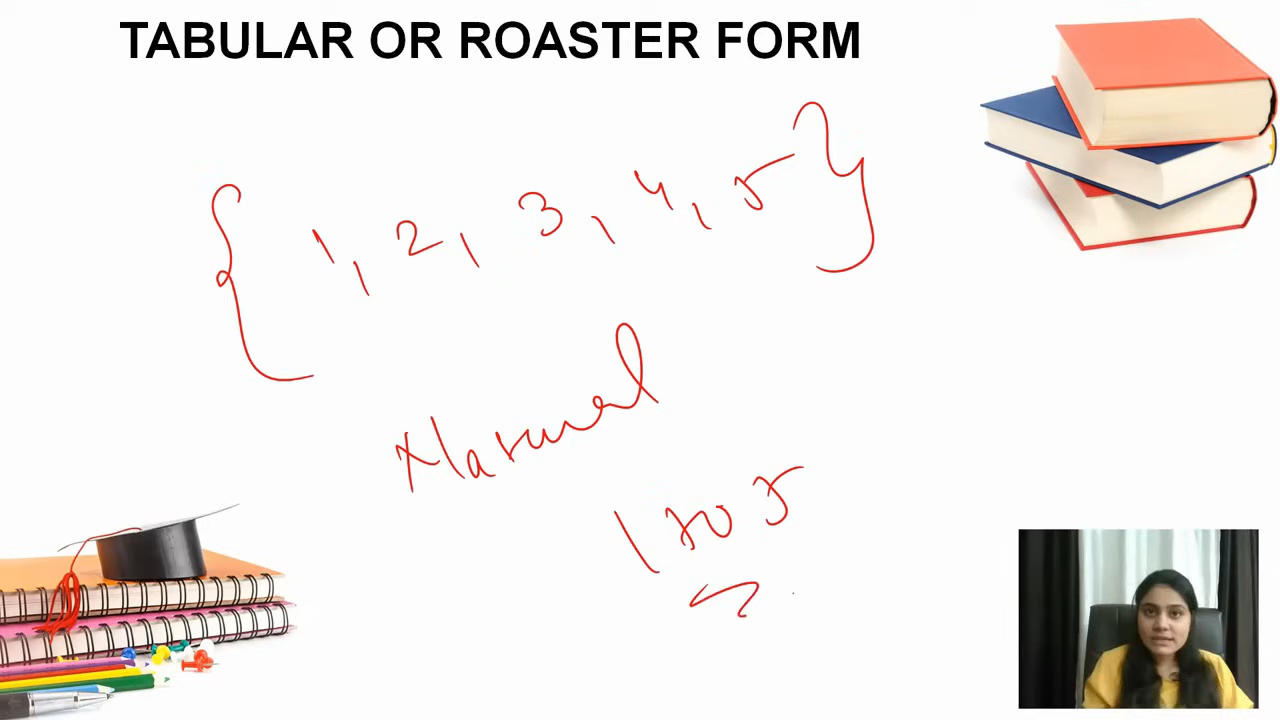 TABULAR OR ROASTER FORM
{1, 2, 3, 4, 5}
Natural
1 to 5